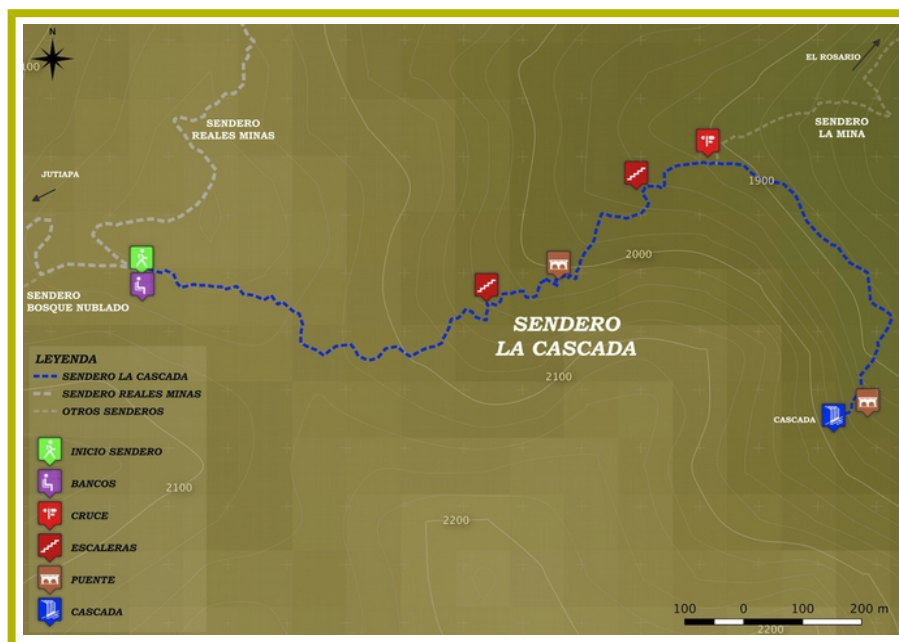 N
100
EL ROSARIO
SENDERO
REALES MINAS
SENDERO
LA MINA
JUTIAPA
1900
2000
SENDERO
BOSQUE NUBLADO
SENDERO
LA CASCADA
2100
CASCADA
LEYENDA
SENDERO LA CASCADA
SENDERO REALES MINAS
OTROS SENDEROS
INICIO SENDERO
BANCOS
CRUCE
ESCALERAS
PUENTE
CASCADA
2100
2200
100 0 100 200 m
2200